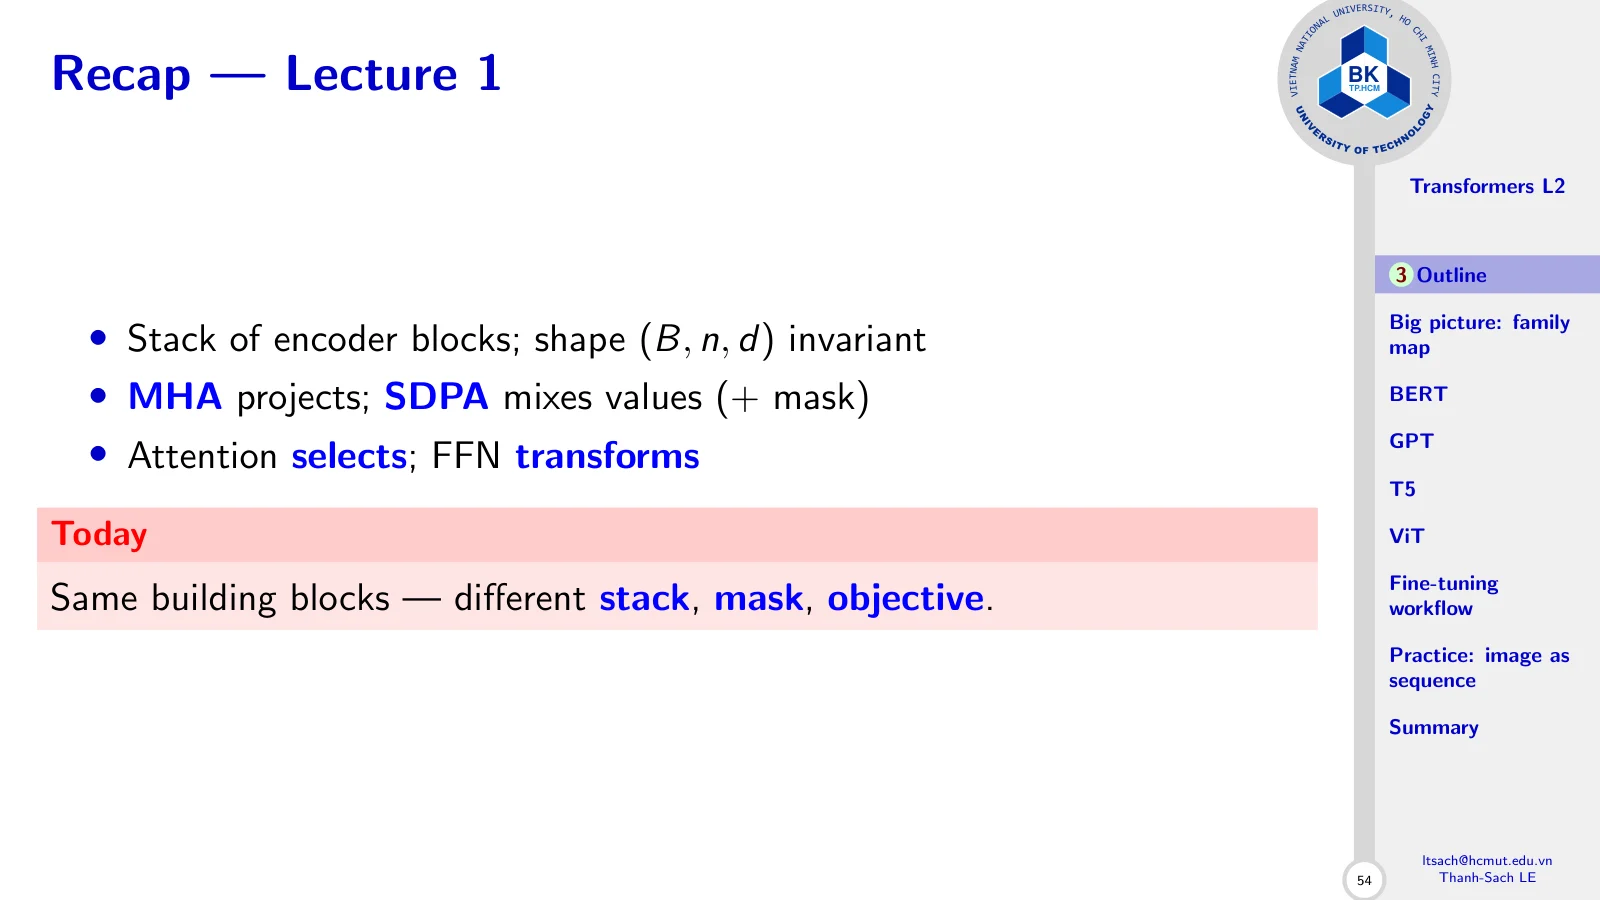 Recap — Lecture 1
• Stack of encoder blocks; shape (B, n, d) invariant
• MHA projects; SDPA mixes values (+ mask)
• Attention selects; FFN transforms
Today
Same building blocks — different stack, mask, objective.
VIETNAM NATIONAL UNIVERSITY, HO CHI MINH CITY
BK
TP.HCM
UNIVERSITY OF TECHNOLOGY
Transformers L2
3 Outline
Big picture: family
map
BERT
GPT
T5
ViT
Fine-tuning
workflow
Practice: image as
sequence
Summary
ltsach@hcmut.edu.vn
Thanh-Sach LE
54